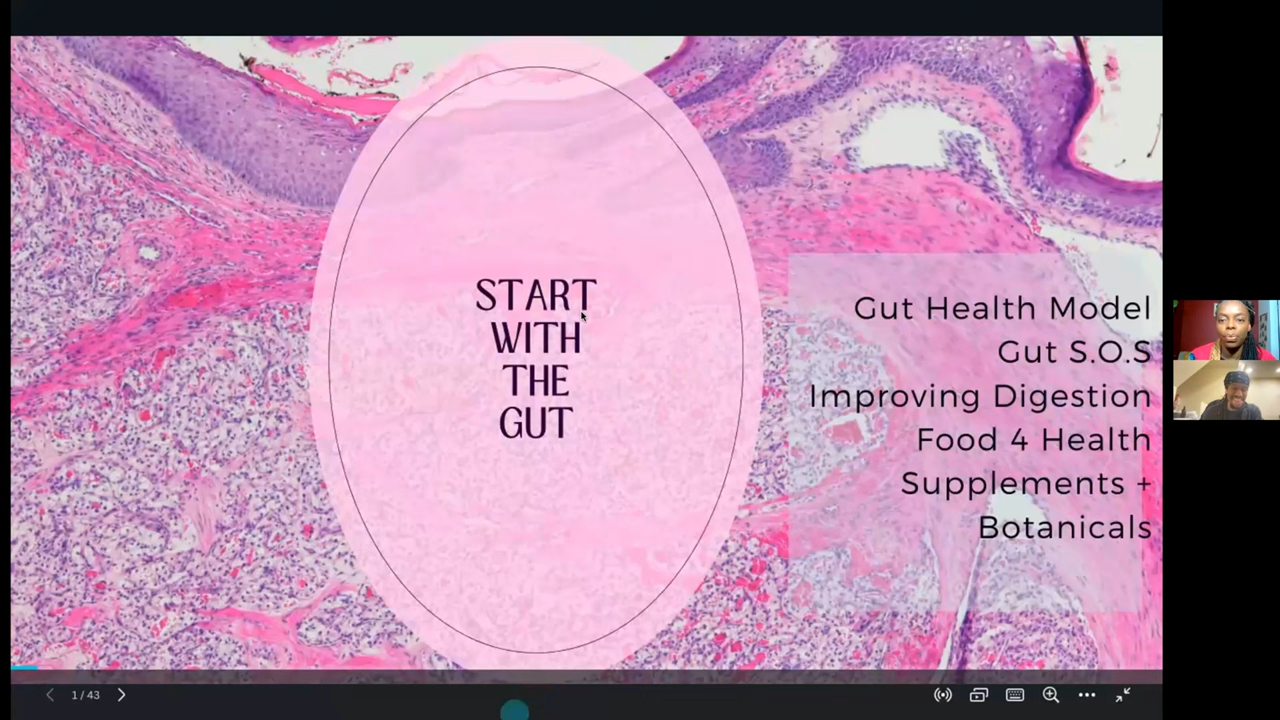 START
WITH
THE
GUT
Gut Health Model
Gut S.O.S
Improving Digestion
Food 4 Health
Supplements +
Botanicals
1 / 43